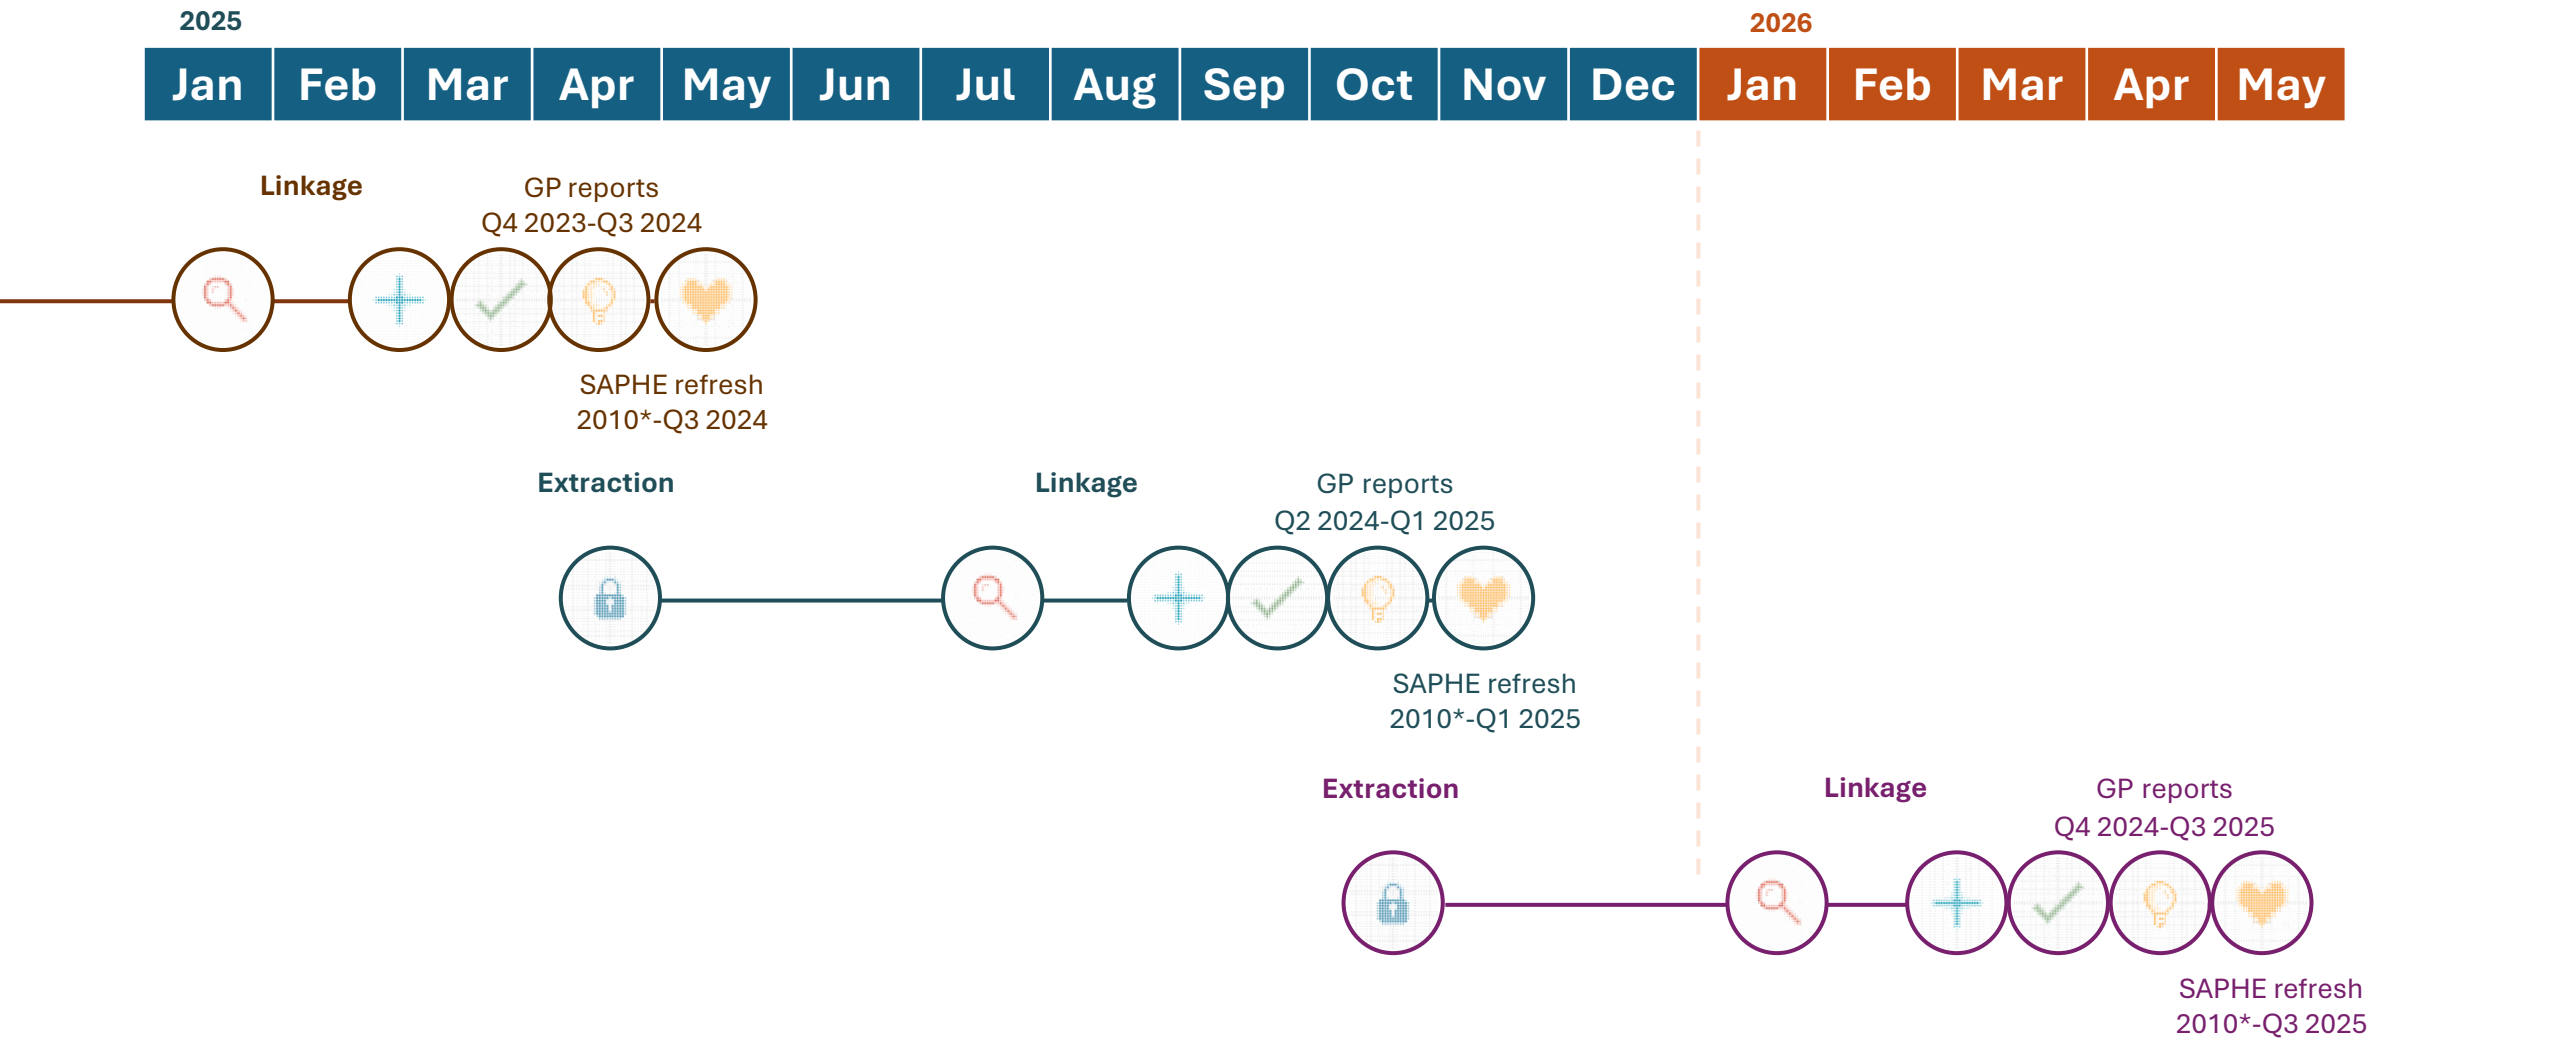 2025
2026
Jan Feb Mar Apr May Jun Jul Aug Sep Oct Nov Dec Jan Feb Mar Apr May
Linkage
GP reports
Q4 2023-Q3 2024
SAPHE refresh
2010*-Q3 2024
Extraction
Linkage
GP reports
Q2 2024-Q1 2025
SAPHE refresh
2010*-Q1 2025
Extraction
Linkage
GP reports
Q4 2024-Q3 2025
SAPHE refresh
2010*-Q3 2025